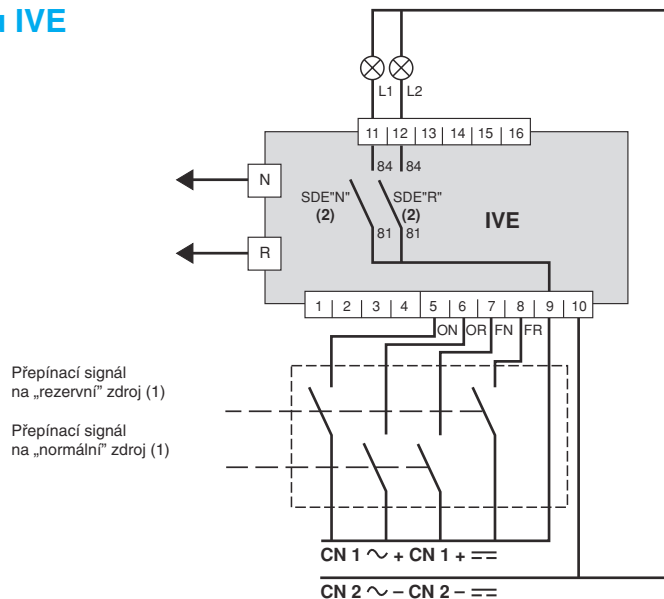 IVE
L1 L2
11 12 13 14 15 16
84 84
N
SDE"N" SDE"R"
(2) (2)
IVE
81 81
R
1 2 3 4 5 6 7 8 9 10
ON OR FN FR
Přepínací signál
na „rezervní” zdroj (1)
Přepínací signál
na „normální” zdroj (1)
CN 1 ∼ + CN 1 + ⎓
CN 2 ∼ – CN 2 – ⎓